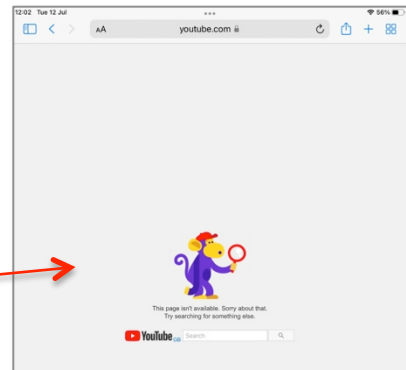 12:02 Tue 12 Jul 56%
AA youtube.com
This page isn't available. Sorry about that.
Try searching for something else.
YouTube GB Search